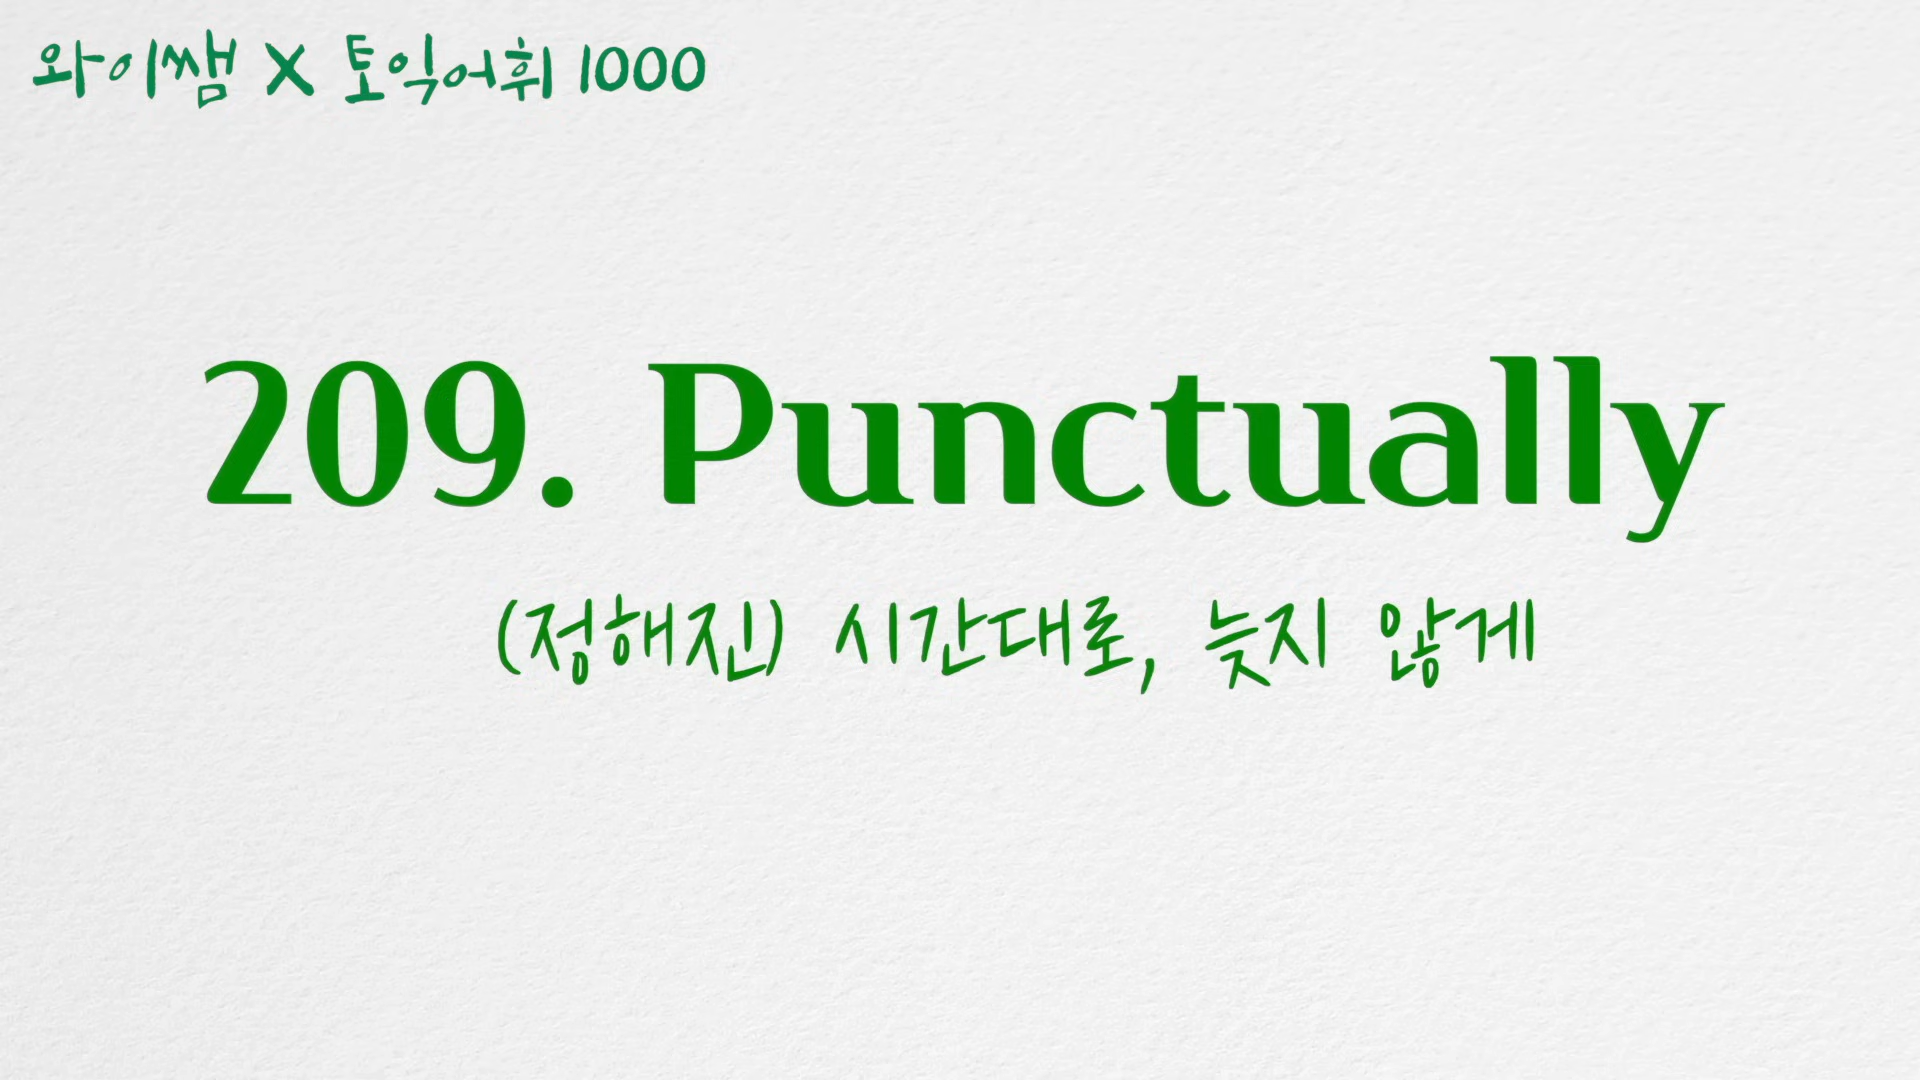 와이쌤 X 토익어휘 1000
209. Punctually
(정해진) 시간대로, 늦지 않게